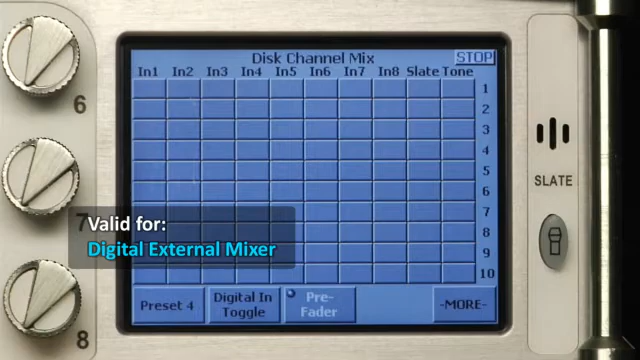 Disk Channel Mix
STOP
In1 In2 In3 In4 In5 In6 In7 In8 Slate Tone
1
2
3
4
5
6
7
8
9
10
6
7
8
SLATE
Valid for:
Digital External Mixer
Preset 4
Digital In
Toggle
Pre-
Fader
-MORE-